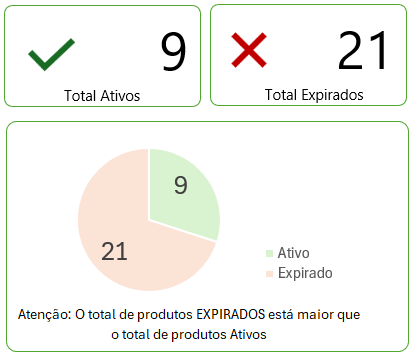 9
Total Ativos
21
Total Expirados
9
21
Ativo
Expirado
Atenção: O total de produtos EXPIRADOS está maior que
o total de produtos Ativos